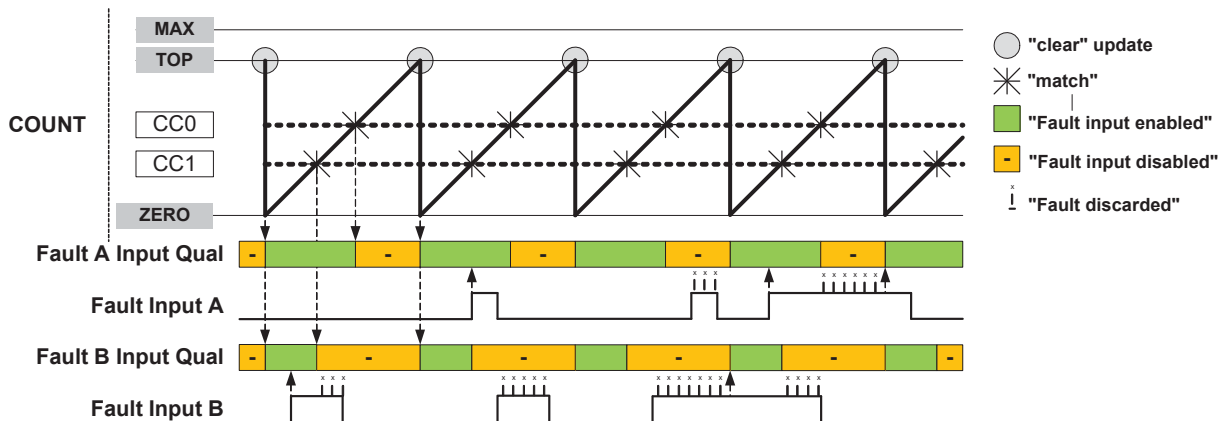 MAX
"clear" update
TOP
"match"
COUNT
CC0
"Fault input enabled"
CC1
- "Fault input disabled"
x
"Fault discarded"
ZERO
Fault A Input Qual - - - - -
x x x x x x x x x
Fault Input A
Fault B Input Qual - - - - - -
x x x x x x x x x x x x x x x x x x x
Fault Input B